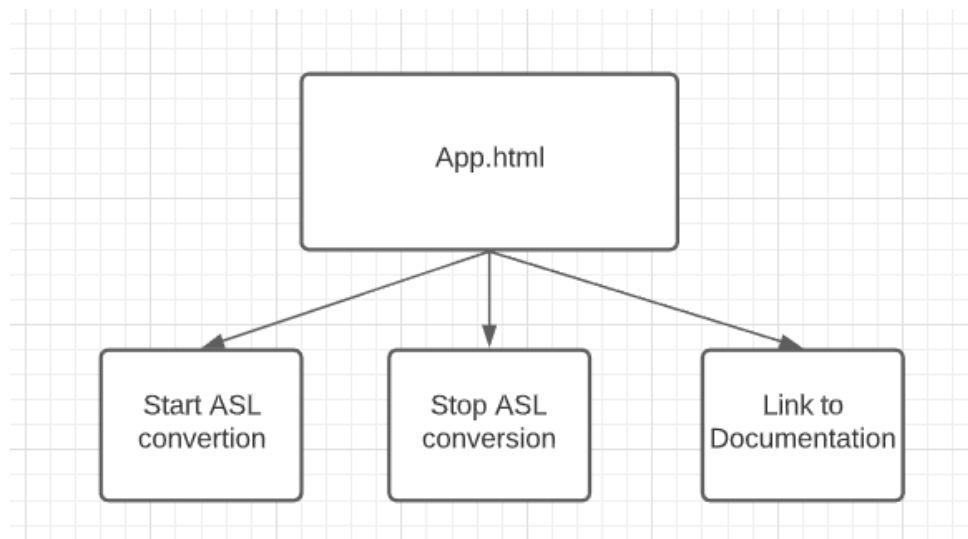 App.html
Start ASL
convertion
Stop ASL
conversion
Link to
Documentation